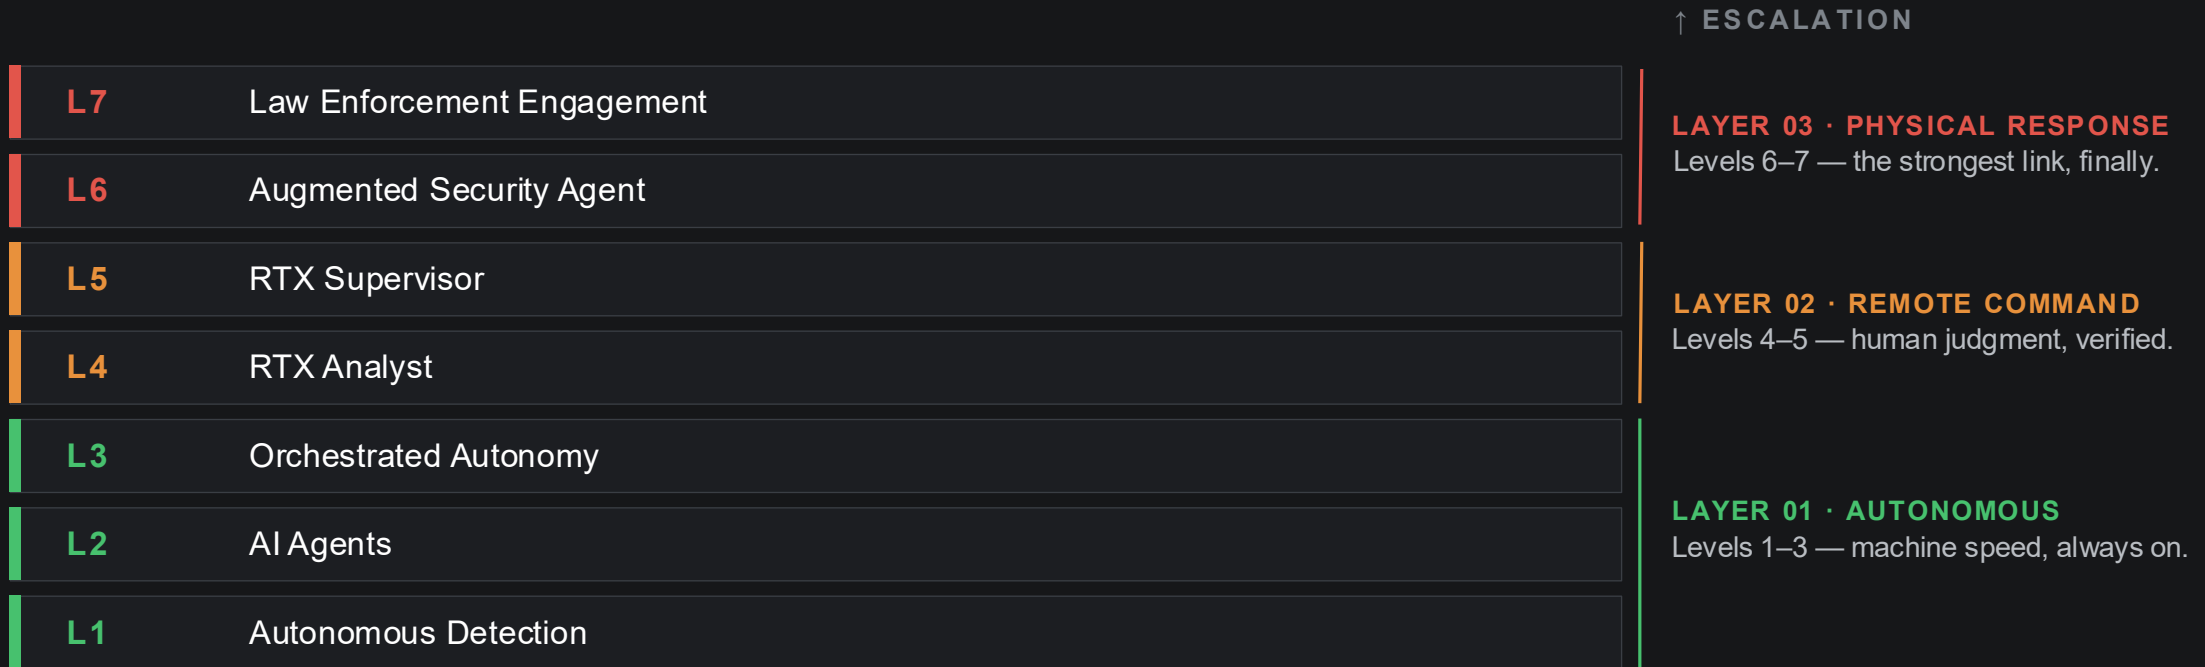 ↑ ESCALATION
L7 Law Enforcement Engagement
LAYER 03 · PHYSICAL RESPONSE
Levels 6–7 — the strongest link, finally.
L6 Augmented Security Agent
L5 RTX Supervisor
LAYER 02 · REMOTE COMMAND
Levels 4–5 — human judgment, verified.
L4 RTX Analyst
L3 Orchestrated Autonomy
LAYER 01 · AUTONOMOUS
Levels 1–3 — machine speed, always on.
L2 AI Agents
L1 Autonomous Detection